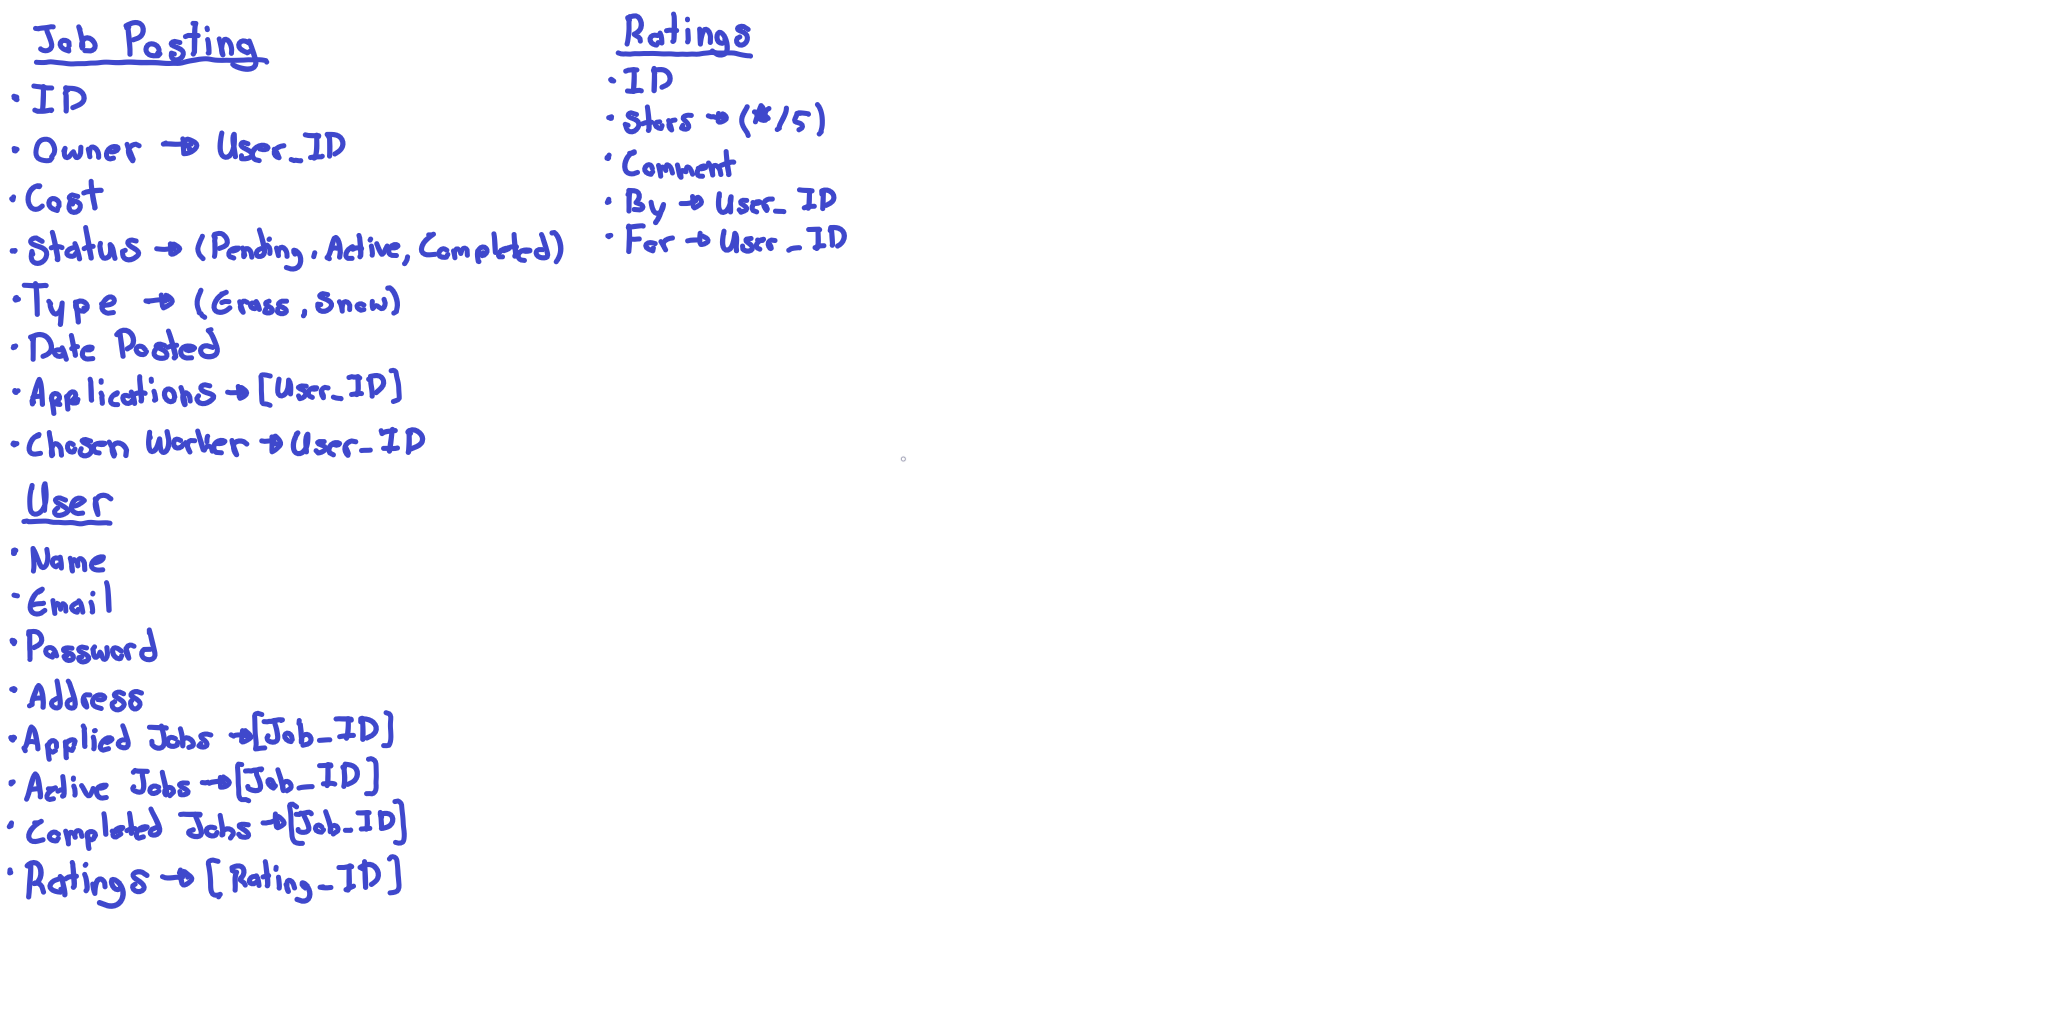 Job Posting
• ID
• Owner → User_ID
• Cost
• Status → (Pending, Active, Completed)
• Type → (Grass, Snow)
• Date Posted
• Applications → [User_ID]
• Chosen Worker → User_ID
User
• Name
• Email
• Password
• Address
• Applied Jobs → [Job_ID]
• Active Jobs → [Job_ID]
• Completed Jobs → [Job_ID]
• Ratings → [Rating_ID]
Ratings
• ID
• Stars → (*/5)
• Comment
• By → User_ID
• For → User_ID